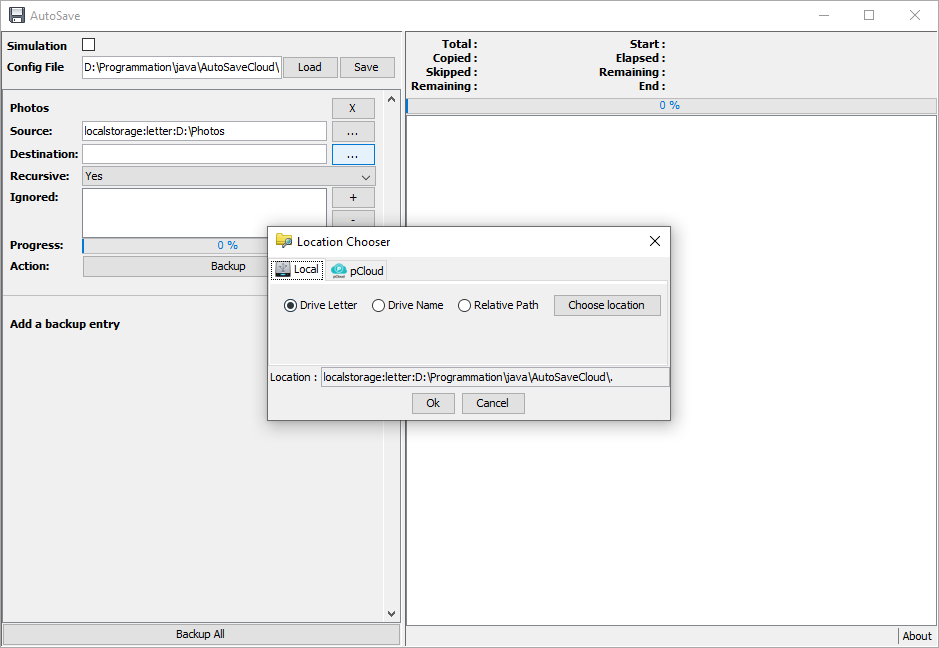 AutoSave
Simulation
Config File D:\Programmation\java\AutoSaveCloud\ Load Save
Photos X
Source: localstorage:letter:D:\Photos ...
Destination: ...
Recursive: Yes
Ignored: +
-
Progress: 0 %
Action: Backup
Add a backup entry
Backup All
Total : Start :
Copied : Elapsed :
Skipped : Remaining :
Remaining : End :
0 %
Location Chooser
Local pCloud
Drive Letter Drive Name Relative Path Choose location
Location : localstorage:letter:D:\Programmation\java\AutoSaveCloud\.
Ok Cancel
About